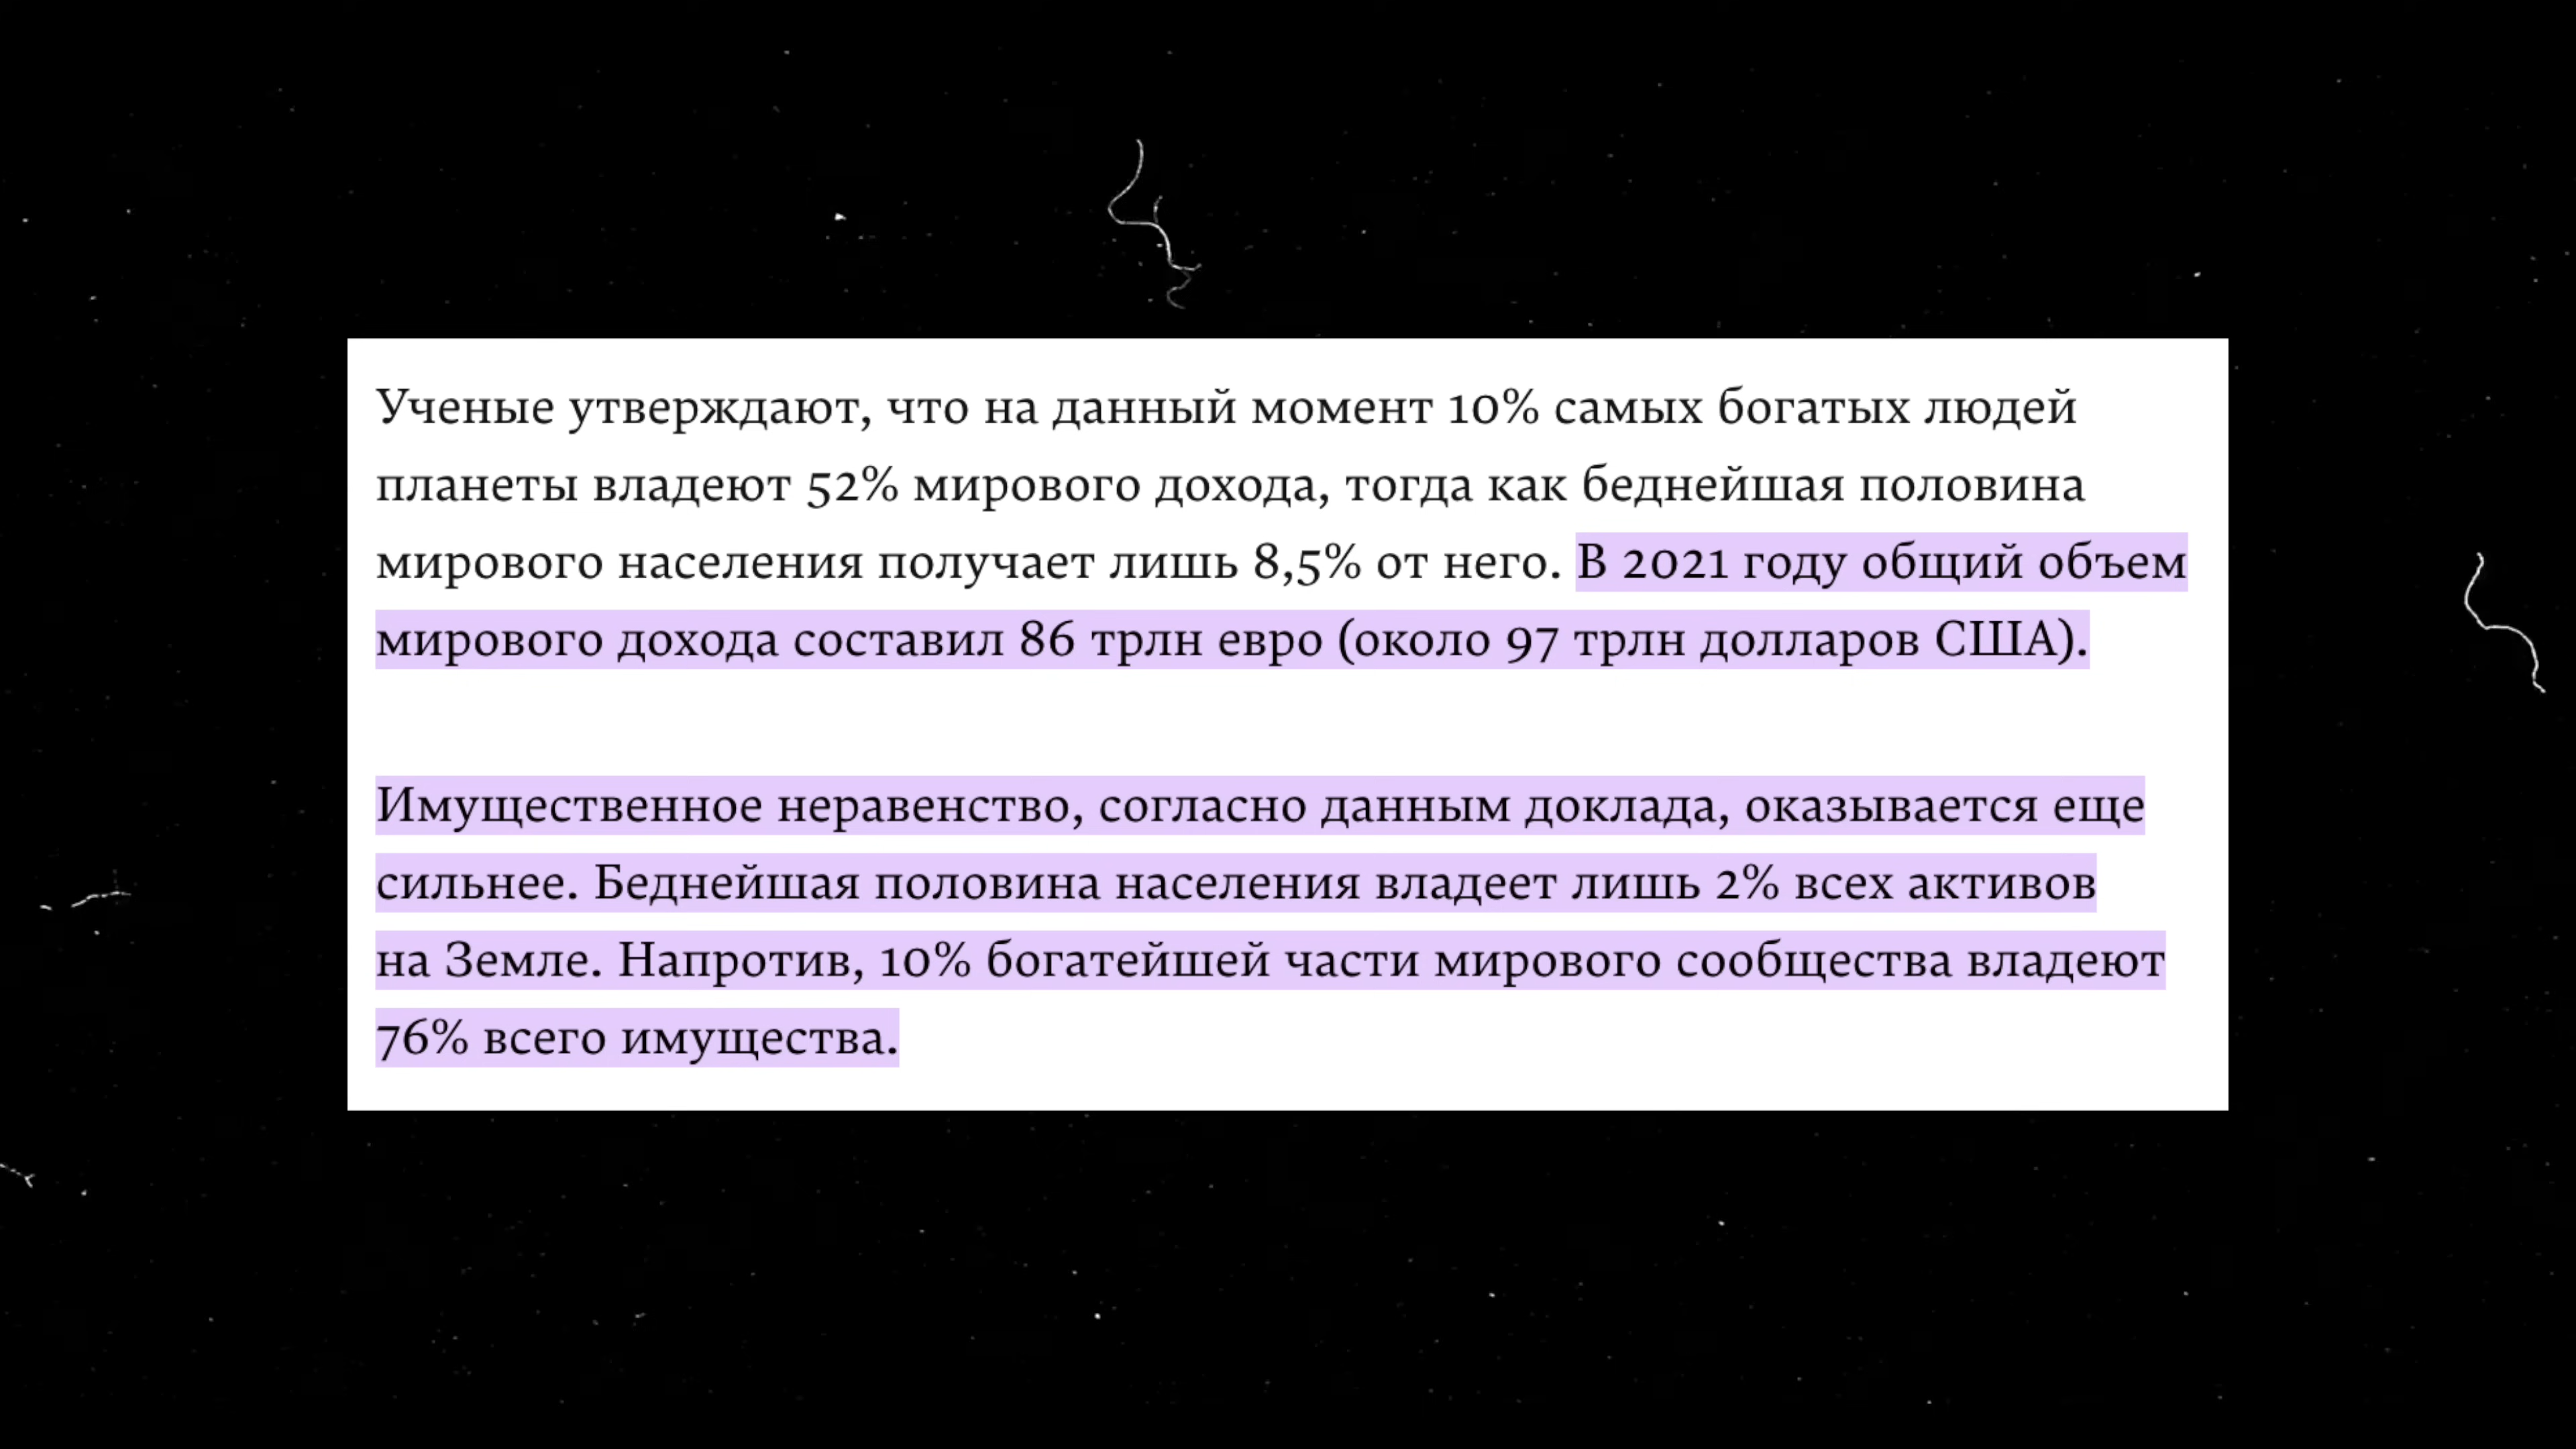 Ученые утверждают, что на данный момент 10% самых богатых людей
планеты владеют 52% мирового дохода, тогда как беднейшая половина
мирового населения получает лишь 8,5% от него. В 2021 году общий объем
мирового дохода составил 86 трлн евро (около 97 трлн долларов США).
Имущественное неравенство, согласно данным доклада, оказывается еще
сильнее. Беднейшая половина населения владеет лишь 2% всех активов
на Земле. Напротив, 10% богатейшей части мирового сообщества владеют
76% всего имущества.